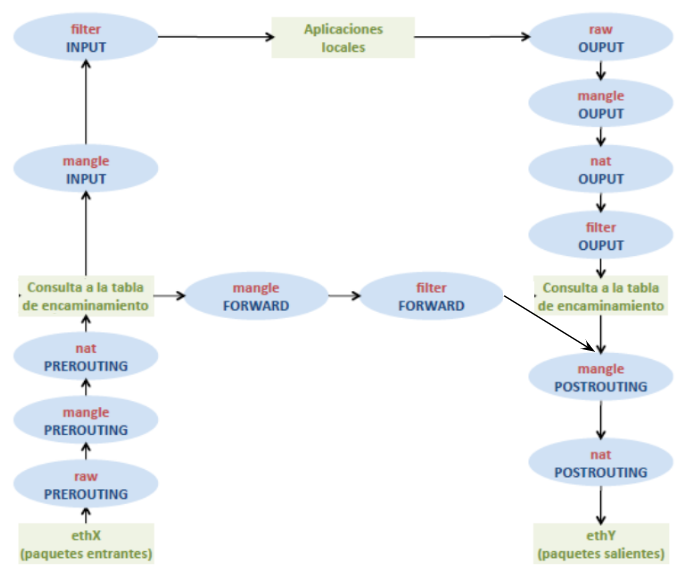 filter
INPUT
Aplicaciones
locales
raw
OUPUT
mangle
OUPUT
mangle
INPUT
nat
OUPUT
filter
OUPUT
Consulta a la tabla
de encaminamiento
mangle
FORWARD
filter
FORWARD
Consulta a la tabla
de encaminamiento
nat
PREROUTING
mangle
POSTROUTING
mangle
PREROUTING
nat
POSTROUTING
raw
PREROUTING
ethX
(paquetes entrantes)
ethY
(paquetes salientes)